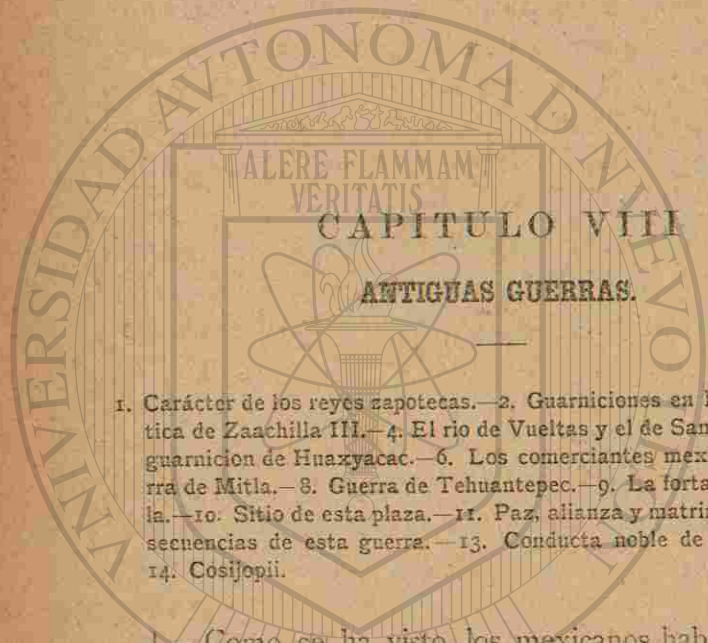 UNIVERSIDAD AVTONOMA D NUEVO
ALERE FLAMMAM
VERITATIS
CAPITULO VIII
ANTIGUAS GUERRAS.
1. Carácter de los reyes zapotecas.—2. Guarniciones en
tica de Zaachilla III.—4. El rio de Vueltas y el de San
guarnicion de Huaxyacac.—6. Los comerciantes mex
rra de Mitla.—8. Guerra de Tehuantepec.—9. La forta
la.—10. Sitio de esta plaza.—11. Paz, alianza y matri
secuencias de esta guerra.—13. Conducta noble de
14. Cosijopii.
Como se ha visto, los mexicanos hab